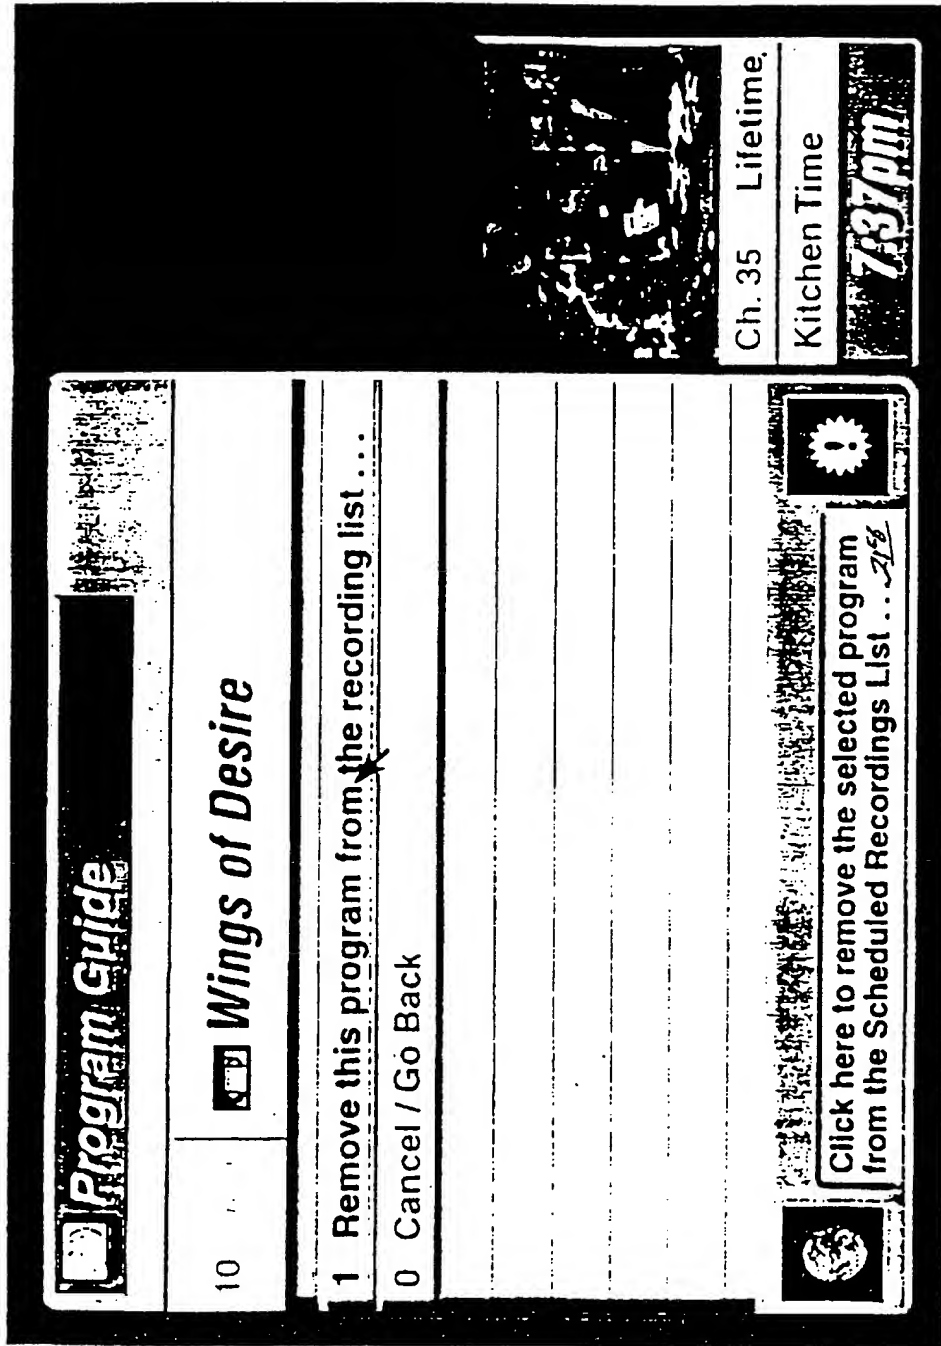 Program Guide
10 Wings of Desire
1 Remove this program from the recording list...
0 Cancel / Go Back
Click here to remove the selected program
from the Scheduled Recordings List...
Ch. 35 Lifetime
Kitchen Time
7:37pm